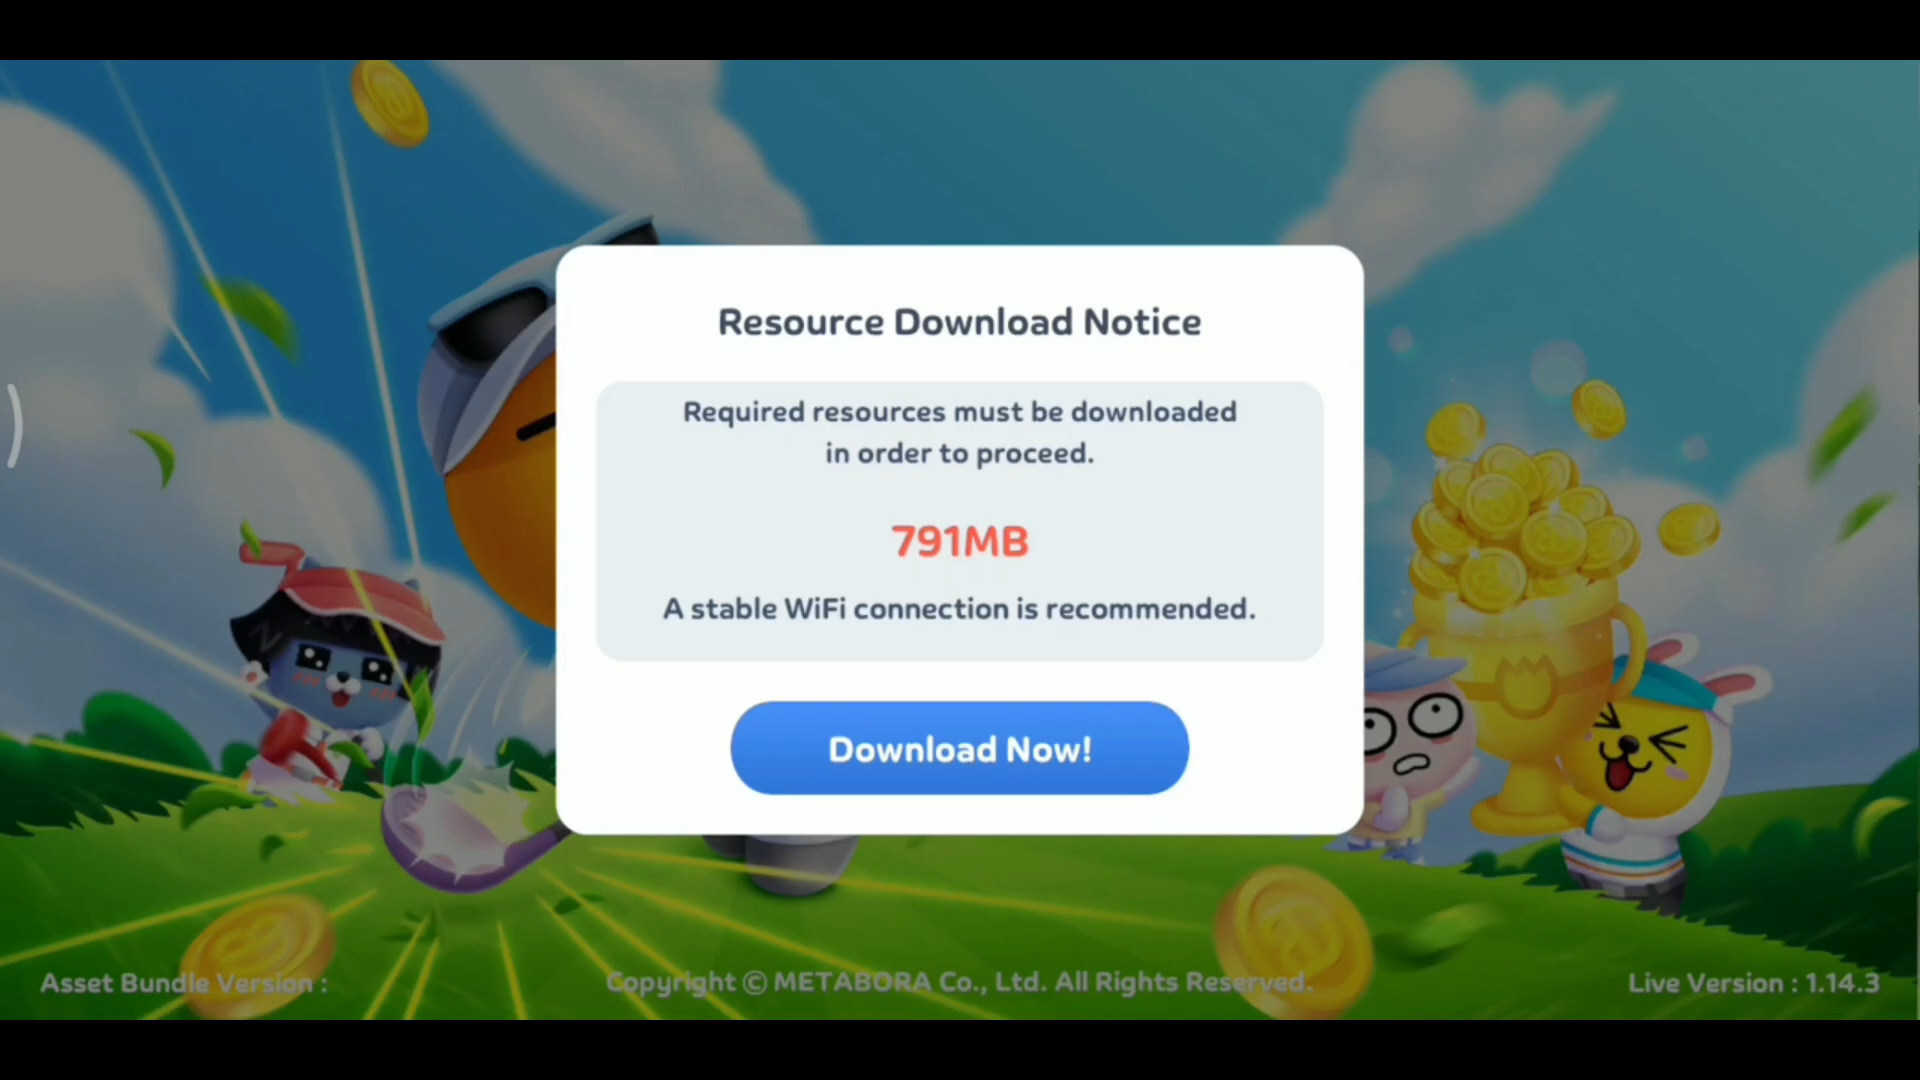 Resource Download Notice
Required resources must be downloaded
in order to proceed.
791MB
A stable WiFi connection is recommended.
Download Now!
Asset Bundle Version :
Copyright © METABORA Co., Ltd. All Rights Reserved.
Live Version : 1.14.3